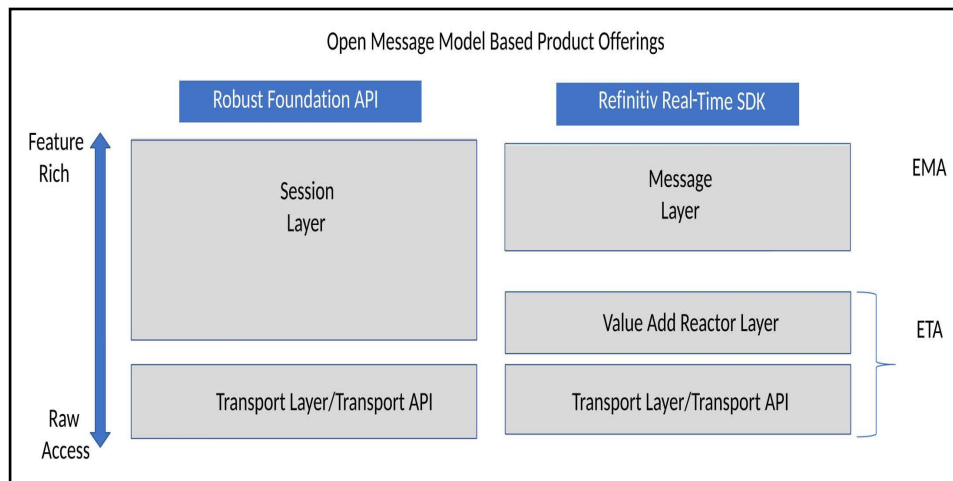 Open Message Model Based Product Offerings
Robust Foundation API
Refinitiv Real-Time SDK
Feature
Rich
Session
Layer
Message
Layer
EMA
Value Add Reactor Layer
ETA
Transport Layer/Transport API
Transport Layer/Transport API
Raw
Access